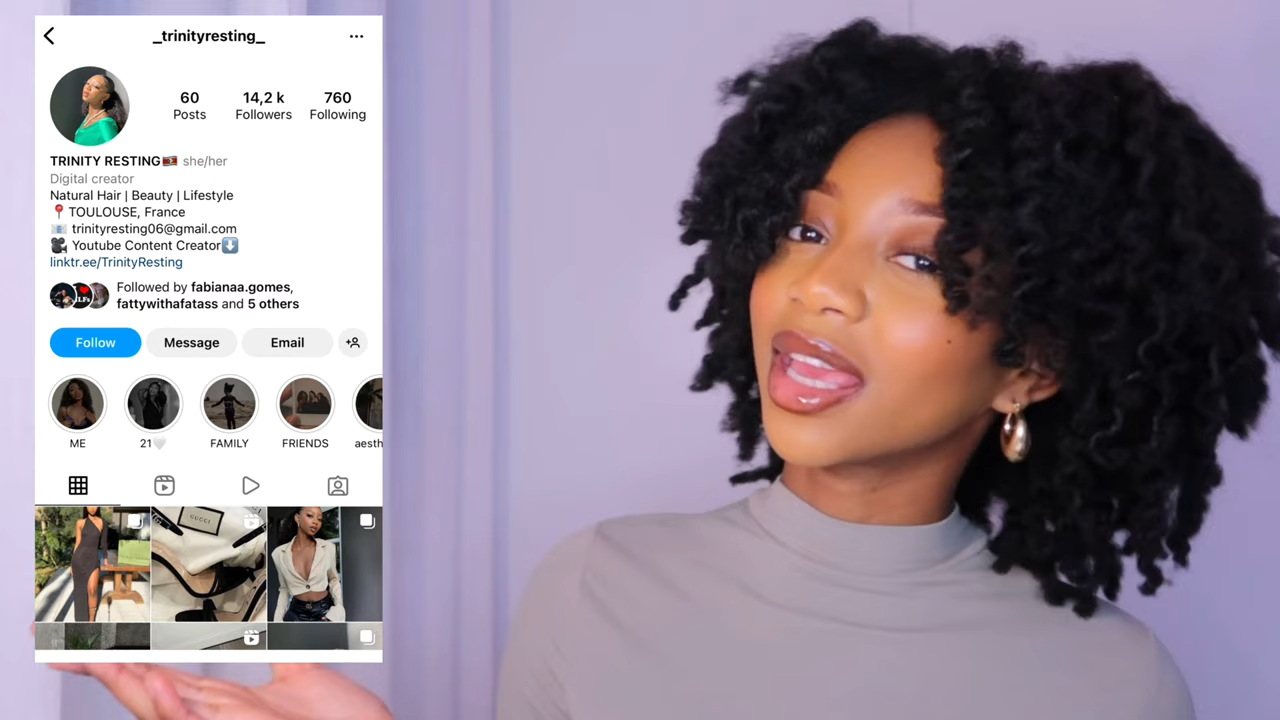 _trinityresting_
60
14,2 k
760
Posts
Followers
Following
TRINITY RESTING🇸🇿 she/her
Digital creator
Natural Hair | Beauty | Lifestyle
📍 TOULOUSE, France
📧 trinityresting06@gmail.com
🎥 Youtube Content Creator⬇️
linktr.ee/TrinityResting
Followed by fabianaa.gomes,
fattywithafatass and 5 others
Follow
Message
Email
ME
21🤍
FAMILY
FRIENDS
aesth
GUCCI